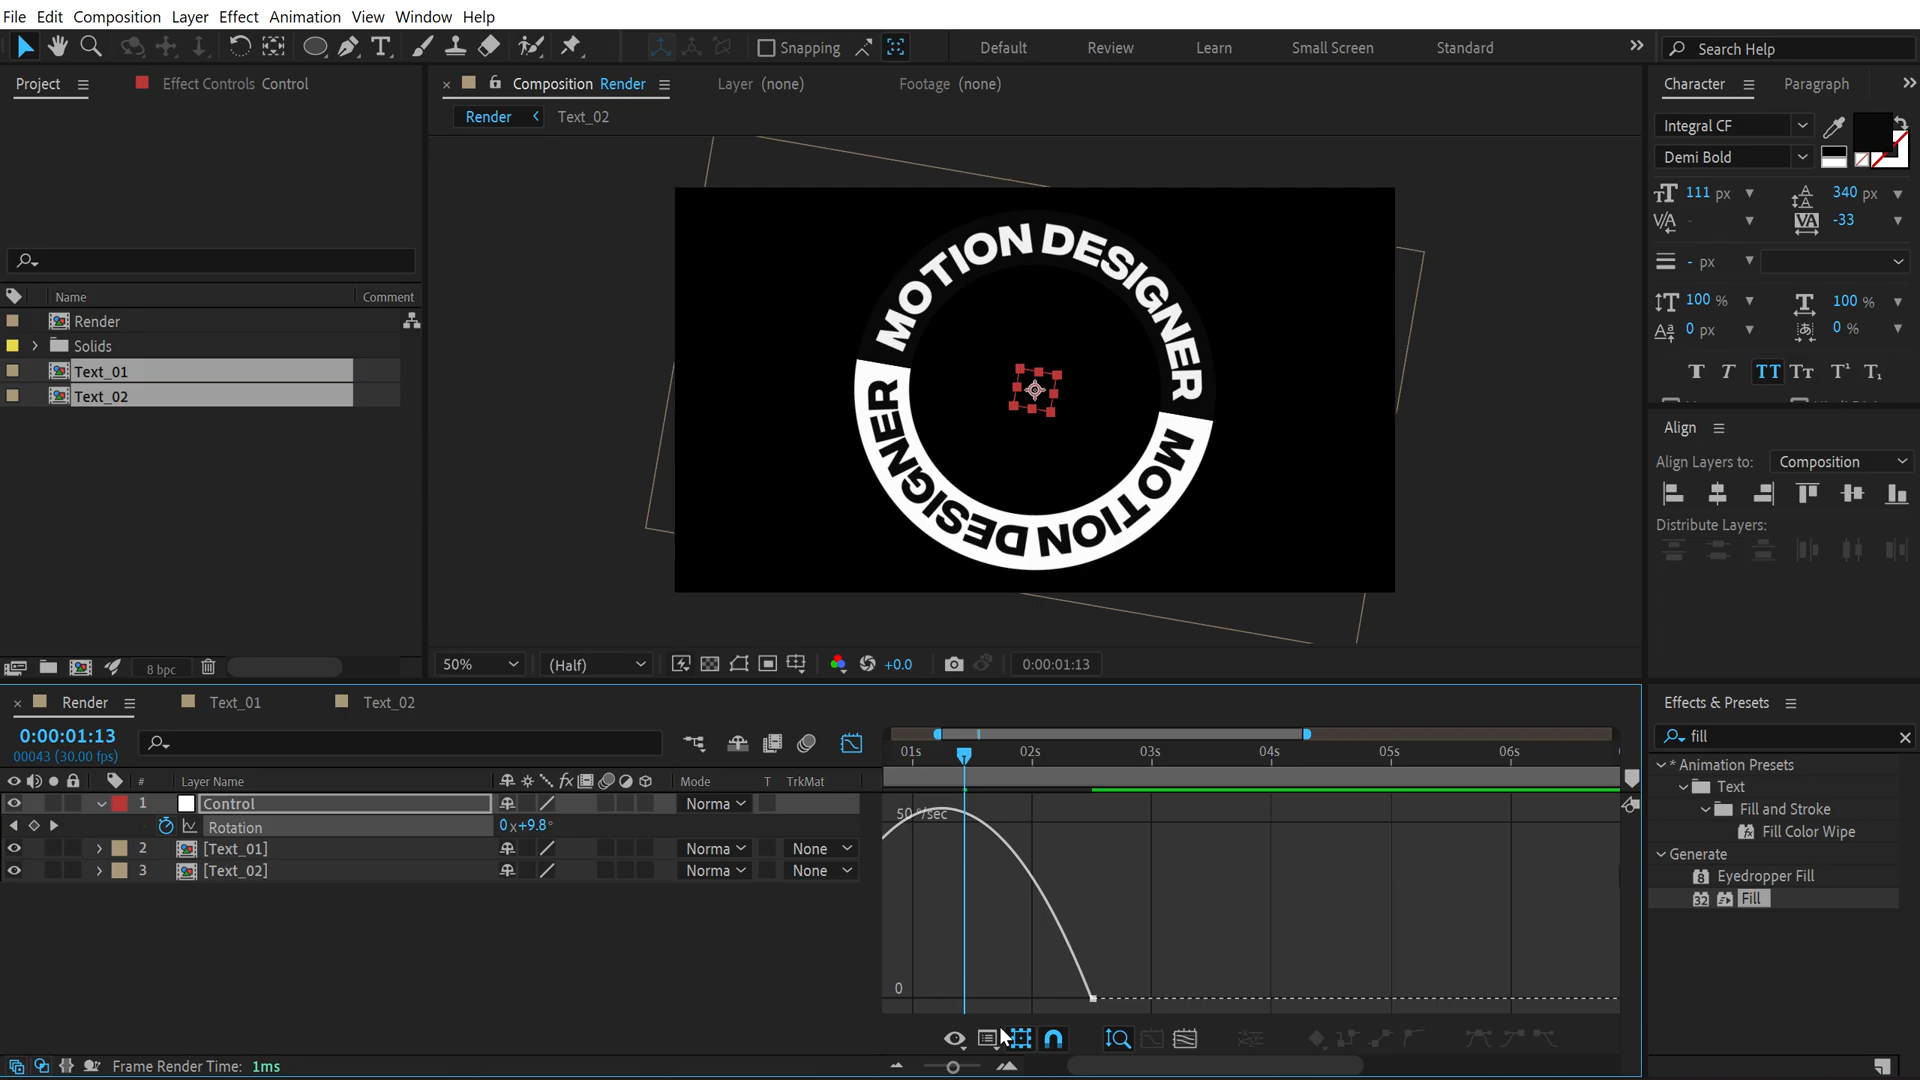 File Edit Composition Layer Effect Animation View Window Help
Snapping Default Review Learn Small Screen Standard Search Help
Project Effect Controls Control
Composition Render Layer (none) Footage (none)
Render Text_02
Character Paragraph
Integral CF
Demi Bold
111 px 340 px
- -33
- px
100 % 100 %
0 px 0 %
Align
Align Layers to: Composition
Distribute Layers:
Name Comment
Render
Solids
Text_01
Text_02
MOTION DESIGNER
MOTION DESIGNER
8 bpc
50% (Half) +0.0 0:00:01:13
Render Text_01 Text_02
0:00:01:13
00043 (30.00 fps)
# Layer Name Mode T TrkMat
1 Control Norma
Rotation 0x+9.8°
2 [Text_01] Norma None
3 [Text_02] Norma None
01s 02s 03s 04s 05s 06s
50 °/sec
0
Frame Render Time: 1ms
Effects & Presets
fill
* Animation Presets
Text
Fill and Stroke
Fill Color Wipe
Generate
8 Eyedropper Fill
32 Fill